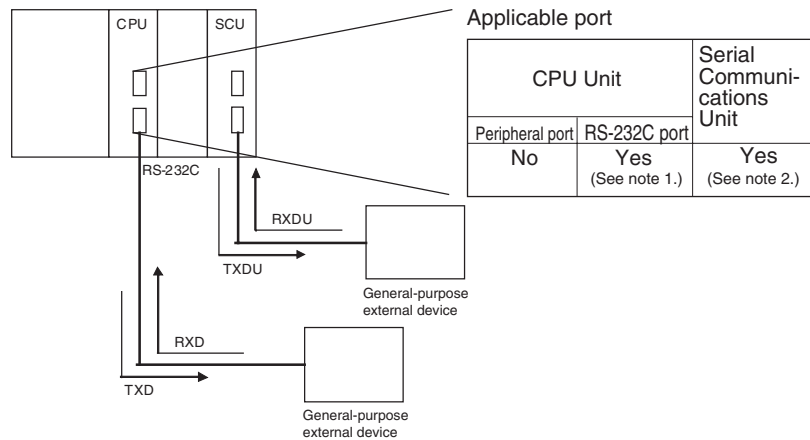 CPU
SCU
RS-232C
RXDU
TXDU
General-purpose
external device
RXD
TXD
General-purpose
external device
Applicable port
CPU Unit
Serial
Communi-
cations
Unit
Peripheral port
RS-232C port
No
Yes
(See note 1.)
Yes
(See note 2.)